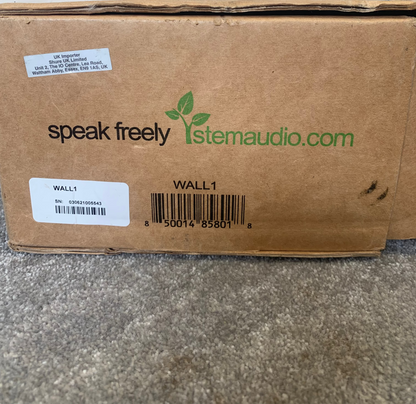 UK Importer
Shure UK Limited
Unit 2, The IO Centre, Lea Road,
Waltham Abby, Essex, EN9 1AS, UK
speak freely stemaudio.com
WALL1
SN: 030621005543
WALL1
8 50014 85801 8